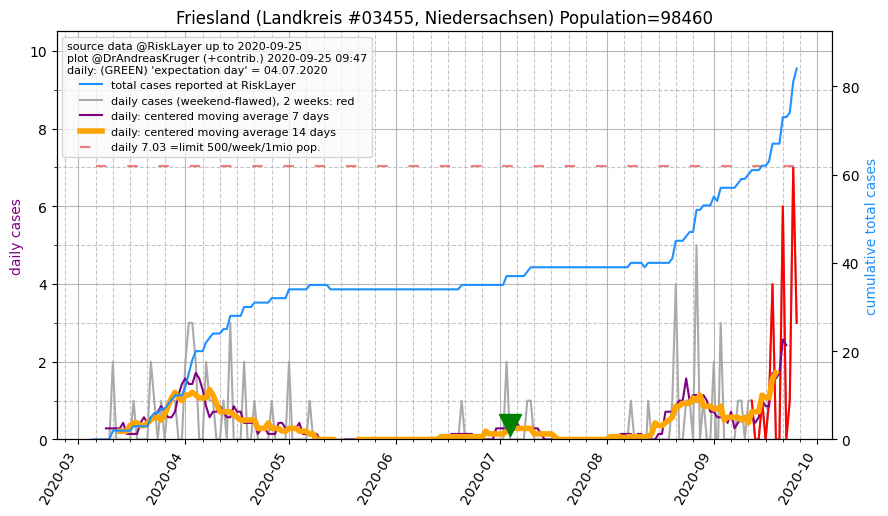 Friesland (Landkreis #03455, Niedersachsen) Population=98460
source data @RiskLayer up to 2020-09-25
plot @DrAndreasKruger (+contrib.) 2020-09-25 09:47
daily: (GREEN) 'expectation day' = 04.07.2020
total cases reported at RiskLayer
daily cases (weekend-flawed), 2 weeks: red
daily: centered moving average 7 days
daily: centered moving average 14 days
daily 7.03 =limit 500/week/1mio pop.
daily cases
10
8
6
4
2
0
80
60
40
20
0
cumulative total cases
2020-03
2020-04
2020-05
2020-06
2020-07
2020-08
2020-09
2020-10